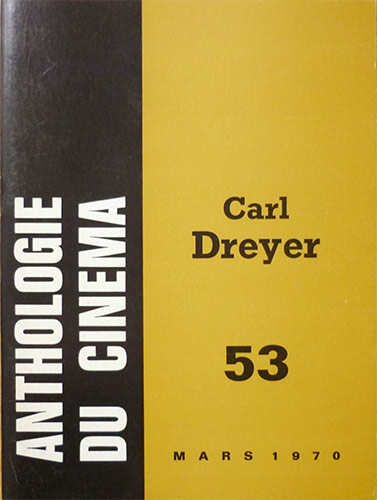 ANTHOLOGIE
DU CINEMA
Carl
Dreyer
53
MARS 1970